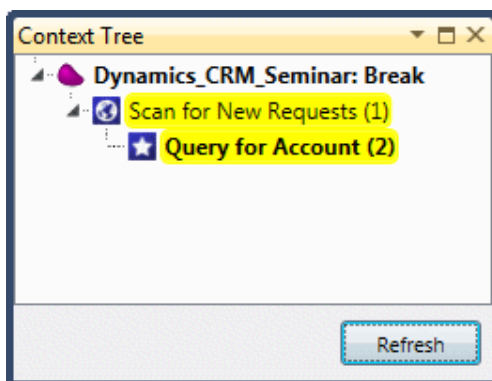 Context Tree
Dynamics_CRM_Seminar: Break
Scan for New Requests (1)
Query for Account (2)
Refresh